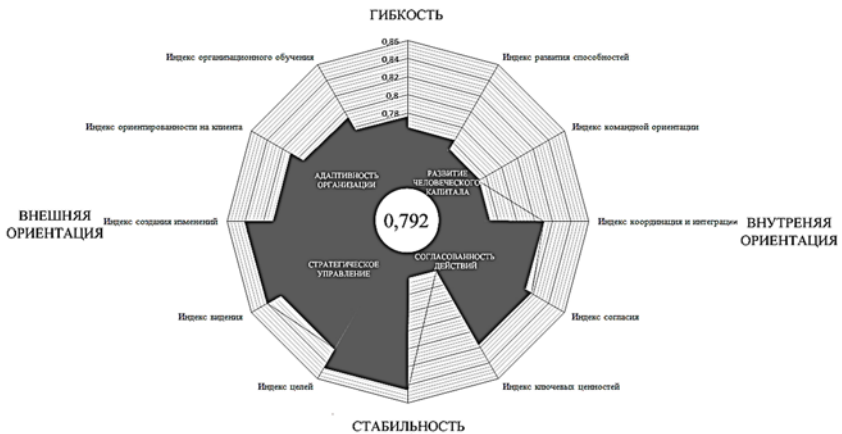 ГИБКОСТЬ
0,86
0,84
0,82
0,8
0,78
Индекс организационного обучения
Индекс развития способностей
Индекс ориентированности на клиента
Индекс командной ориентации
АДАПТИВНОСТЬ
ОРГАНИЗАЦИИ
РАЗВИТИЕ
ЧЕЛОВЕЧЕСКОГО
КАПИТАЛА
ВНЕШНЯЯ
ОРИЕНТАЦИЯ
Индекс создания изменений
0,792
Индекс координация и интеграции
ВНУТРЕНЯЯ
ОРИЕНТАЦИЯ
СТРАТЕГИЧЕСКОЕ
УПРАВЛЕНИЕ
СОГЛАСОВАННОСТЬ
ДЕЙСТВИЙ
Индекс видения
Индекс согласия
Индекс целей
Индекс ключевых ценностей
СТАБИЛЬНОСТЬ